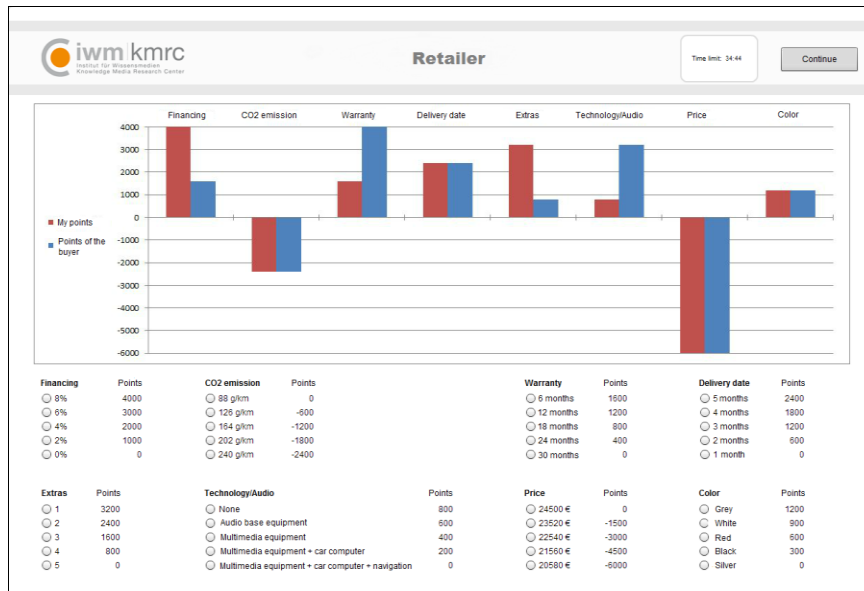 iwm|kmrc
Institut für Wissensmedien
Knowledge Media Research Center
Retailer
Time limit: 34:44
Continue
Financing CO2 emission Warranty Delivery date Extras Technology/Audio Price Color
4000
3000
2000
1000
0
-1000
-2000
-3000
-4000
-5000
-6000
My points
Points of the
buyer
Financing Points CO2 emission Points Warranty Points Delivery date Points
8% 4000 88 g/km 0 6 months 1600 5 months 2400
6% 3000 126 g/km -600 12 months 1200 4 months 1800
4% 2000 164 g/km -1200 18 months 800 3 months 1200
2% 1000 202 g/km -1800 24 months 400 2 months 600
0% 0 240 g/km -2400 30 months 0 1 month 0
Extras Points Technology/Audio Points Price Points Color Points
1 3200 None 800 24500 € 0 Grey 1200
2 2400 Audio base equipment 600 23520 € -1500 White 900
3 1600 Multimedia equipment 400 22540 € -3000 Red 600
4 800 Multimedia equipment + car computer 200 21560 € -4500 Black 300
5 0 Multimedia equipment + car computer + navigation 0 20580 € -6000 Silver 0